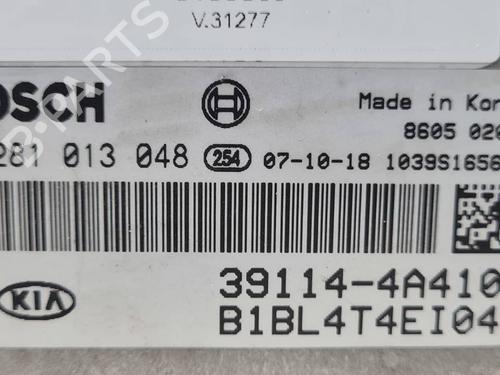 V.31277
OSCH
Made in Kor
8605 020
281 013 048 254 07-10-18 1039S1656
39114-4A410
KIA
B1BL4T4EI04